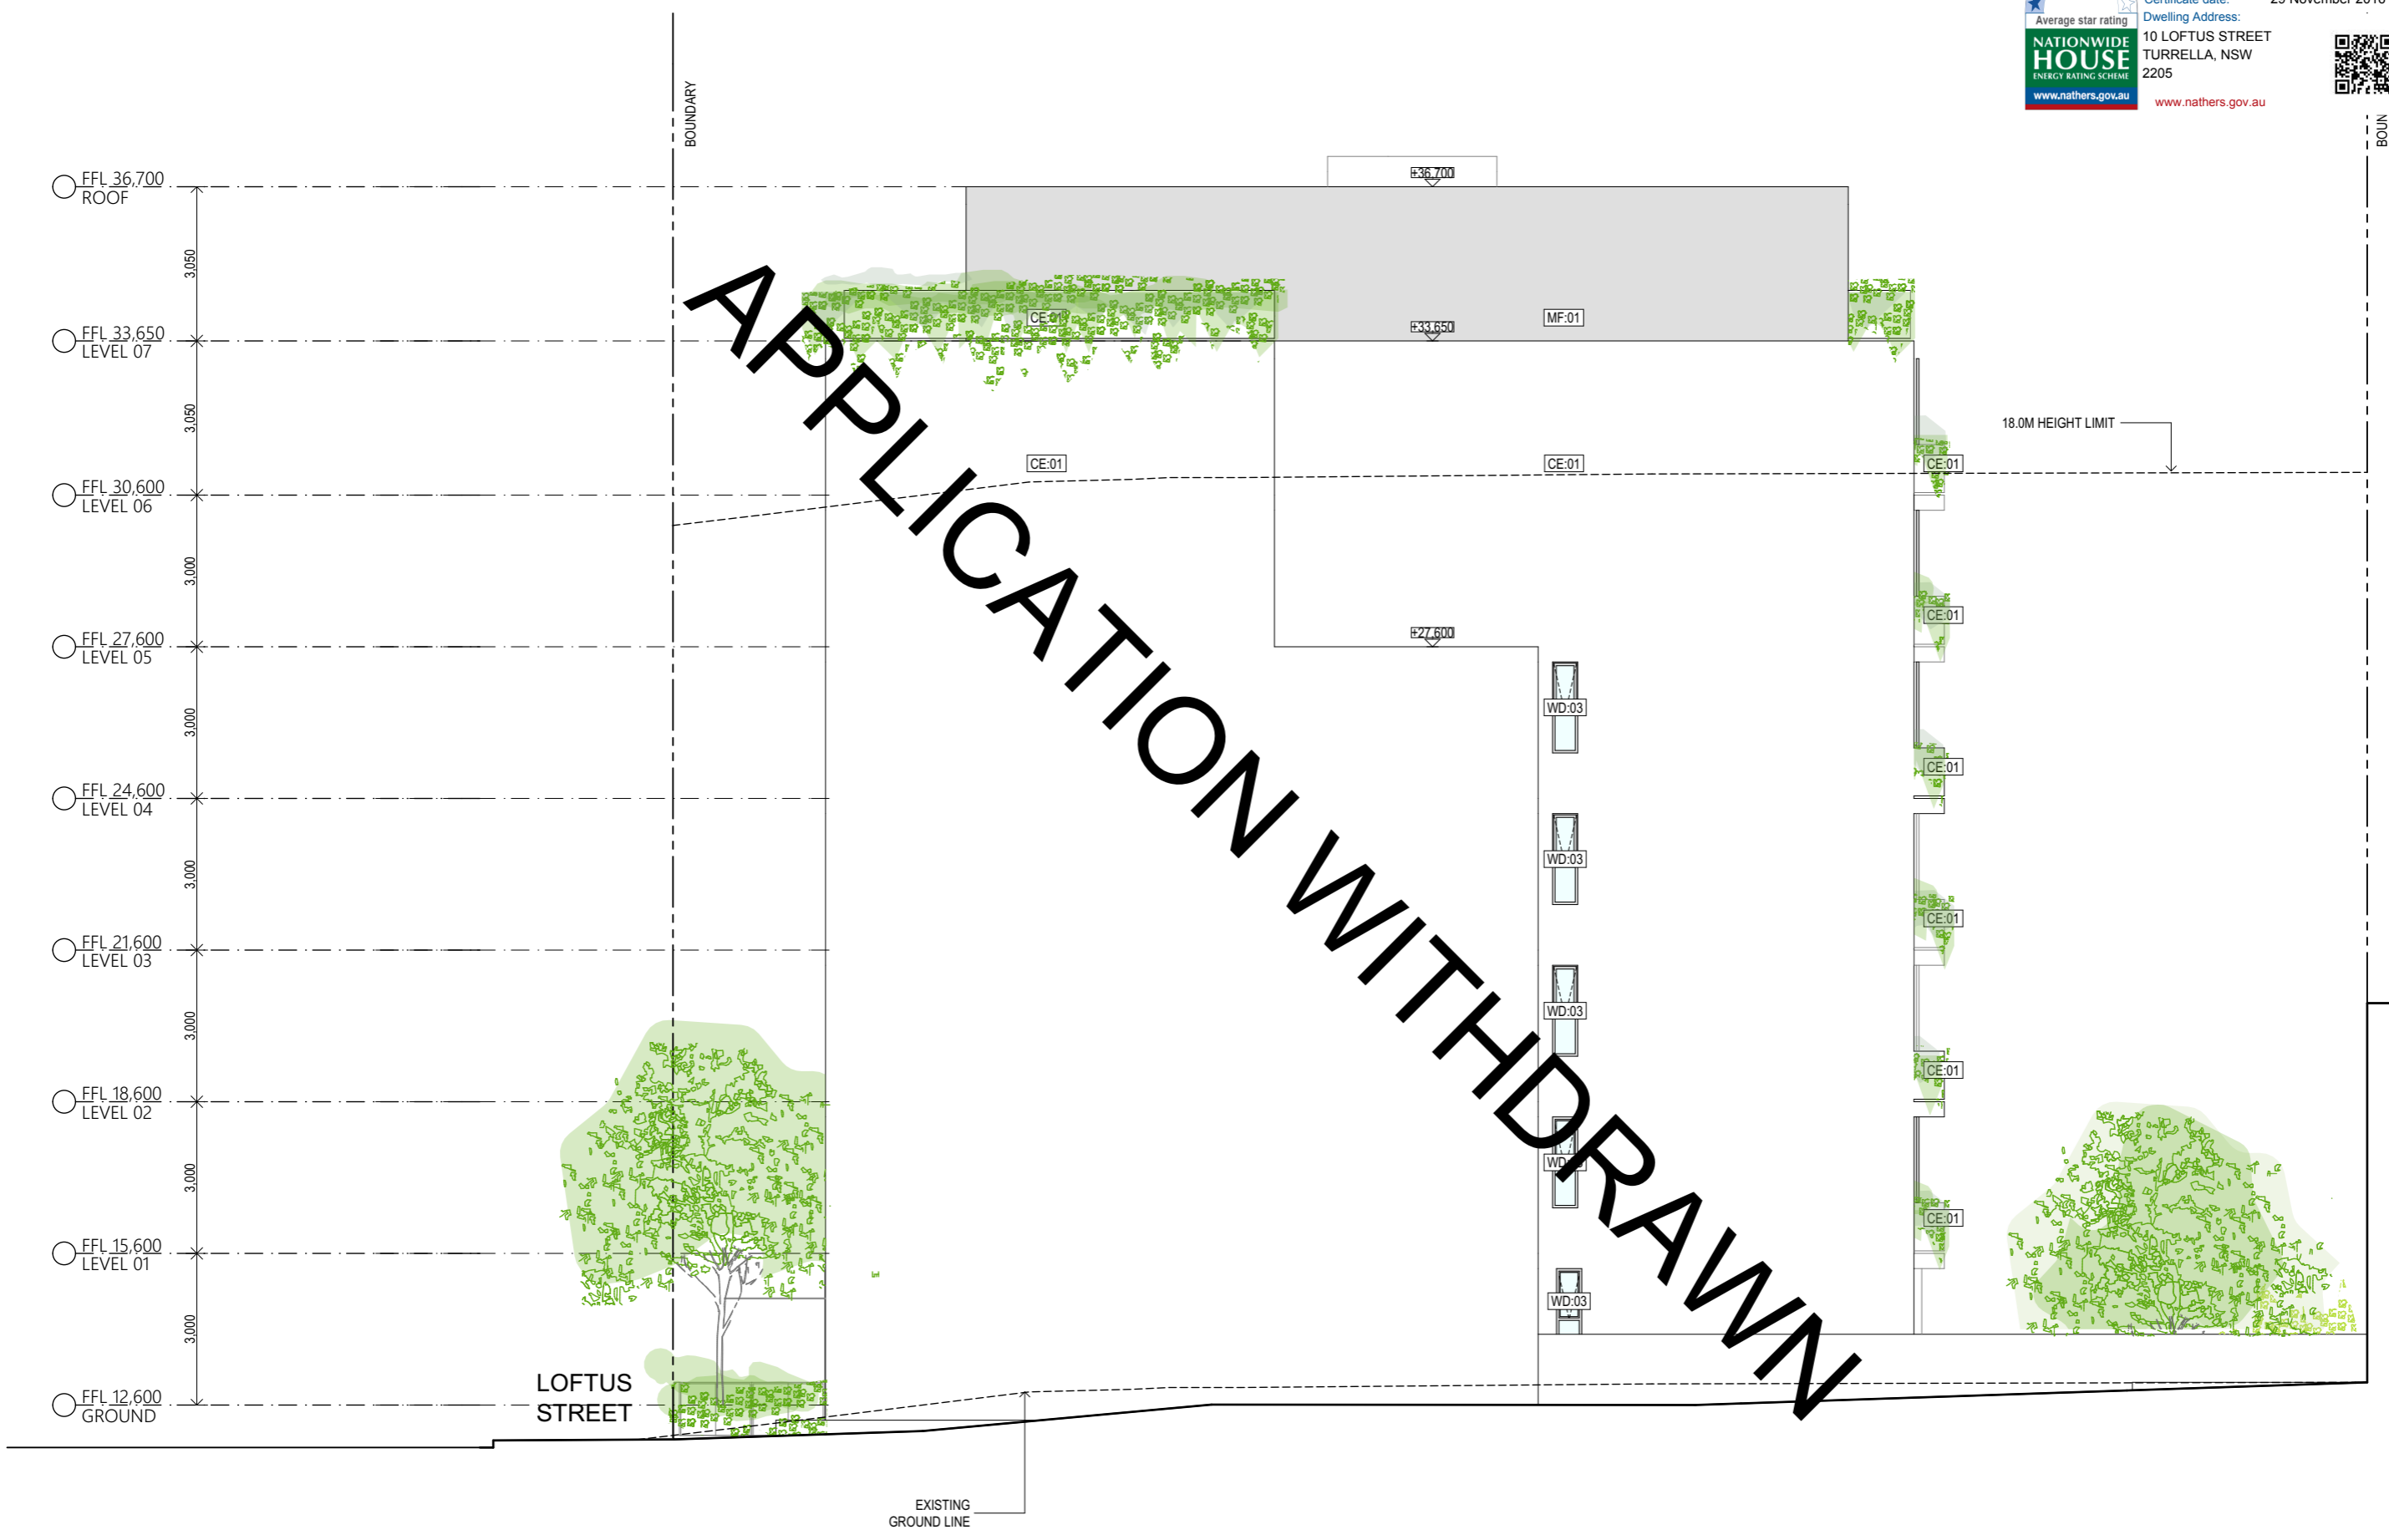 Certificate date: 29 November 2018
Average star rating
Dwelling Address:
NATIONWIDE
HOUSE
ENERGY RATING SCHEME
www.nathers.gov.au
10 LOFTUS STREET
TURRELLA, NSW
2205
www.nathers.gov.au
BOUNDARY
BOUN
FFL 36,700
ROOF
+36,700
3,050
CE:01
MF:01
FFL 33,650
LEVEL 07
+33,650
3,050
18.0M HEIGHT LIMIT
CE:01
CE:01
CE:01
FFL 30,600
LEVEL 06
3,000
CE:01
FFL 27,600
LEVEL 05
+27,600
3,000
WD:03
CE:01
FFL 24,600
LEVEL 04
3,000
WD:03
CE:01
FFL 21,600
LEVEL 03
3,000
WD:03
CE:01
FFL 18,600
LEVEL 02
3,000
CE:01
FFL 15,600
LEVEL 01
3,000
WD:03
LOFTUS
STREET
FFL 12,600
GROUND
EXISTING
GROUND LINE
APPLICATION WITHDRAWN